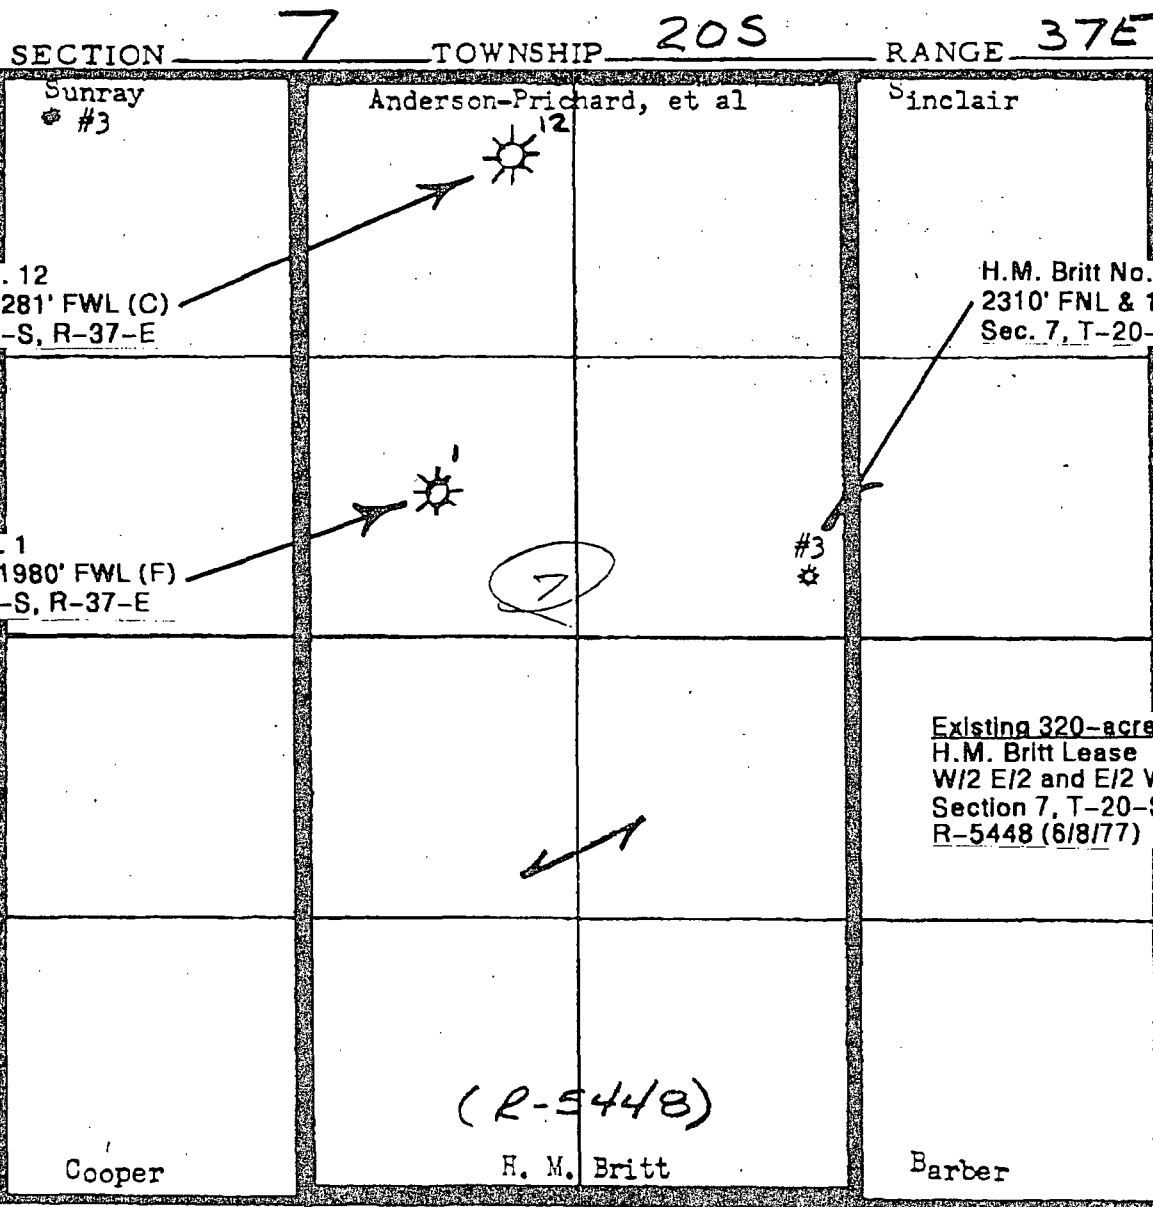 SECTION 7 TOWNSHIP 20S RANGE 37E
Sunray
#3
Anderson-Prichard, et al
12
Sinclair
. 12
281' FWL (C)
-S, R-37-E
H.M. Britt No.
2310' FNL & 1
Sec. 7, T-20-
1
. 1
1980' FWL (F)
-S, R-37-E
7
#3
Existing 320-acre
H.M. Britt Lease
W/2 E/2 and E/2 W
Section 7, T-20-S
R-5448 (6/8/77)
(R-5448)
Cooper
H. M. Britt
Barber